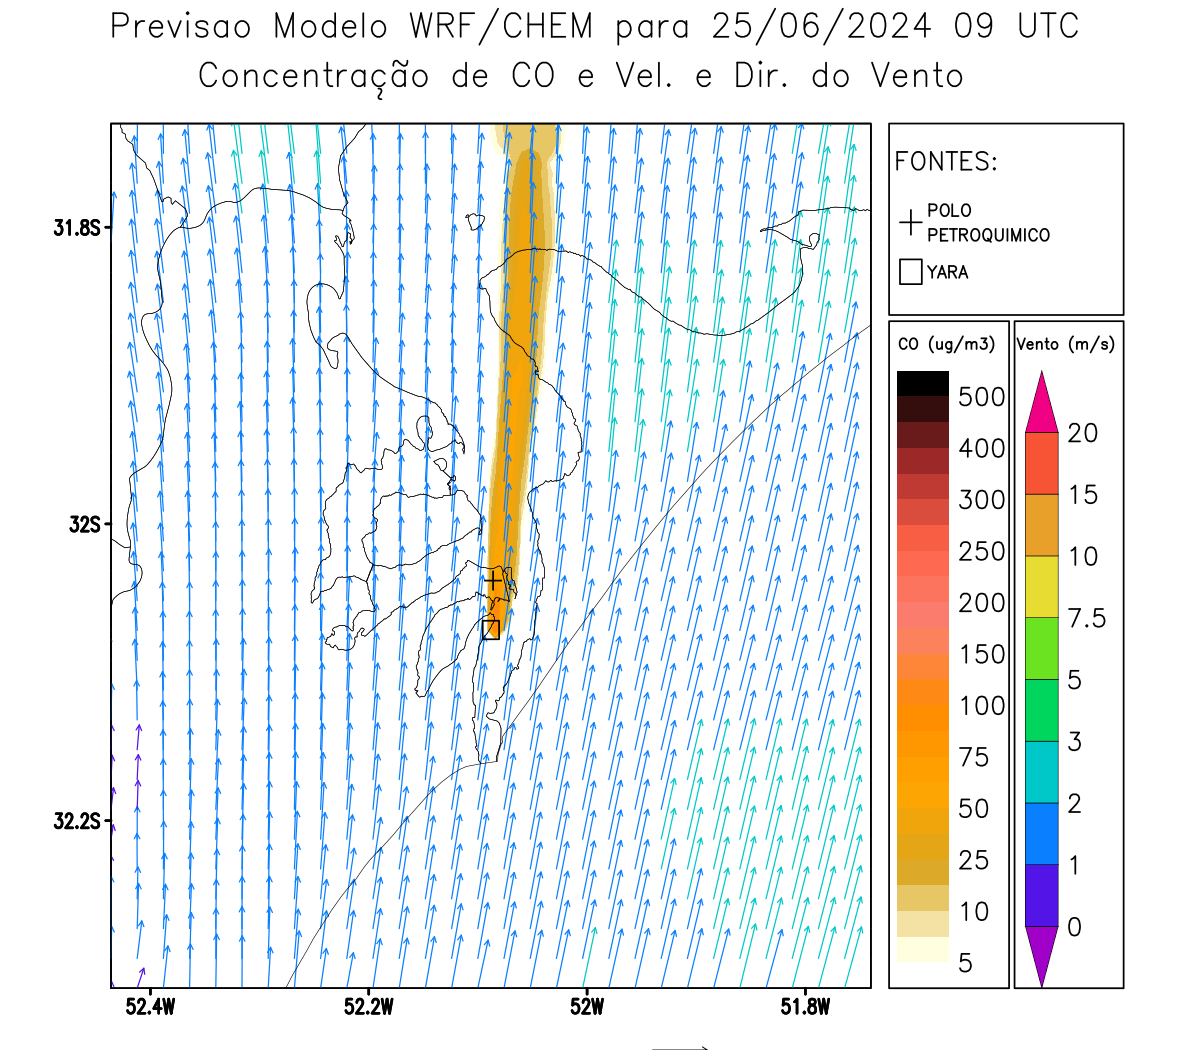 Previsao Modelo WRF/CHEM para 25/06/2024 09 UTC
Concentração de CO e Vel. e Dir. do Vento
FONTES:
POLO
PETROQUIMICO
YARA
31.8S
32S
32.2S
52.4W
52.2W
52W
51.8W
CO (ug/m3)
500
400
300
250
200
150
100
75
50
25
10
5
Vento (m/s)
20
15
10
7.5
5
3
2
1
0